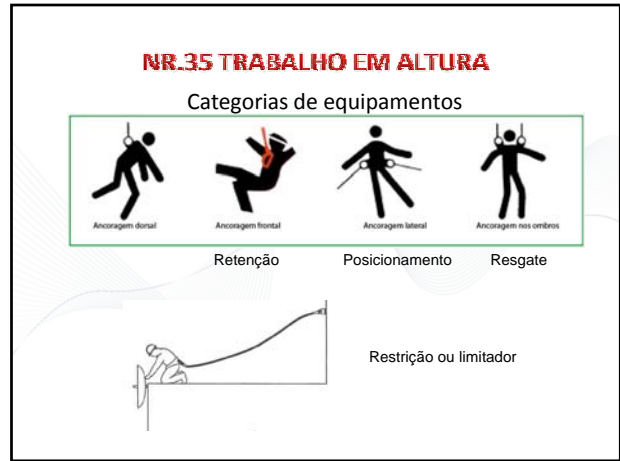 NR.35 TRABALHO EM ALTURA
Categorias de equipamentos
Ancoragem dorsal
Ancoragem frontal
Ancoragem lateral
Ancoragem nos ombros
Retenção
Posicionamento
Resgate
Restrição ou limitador